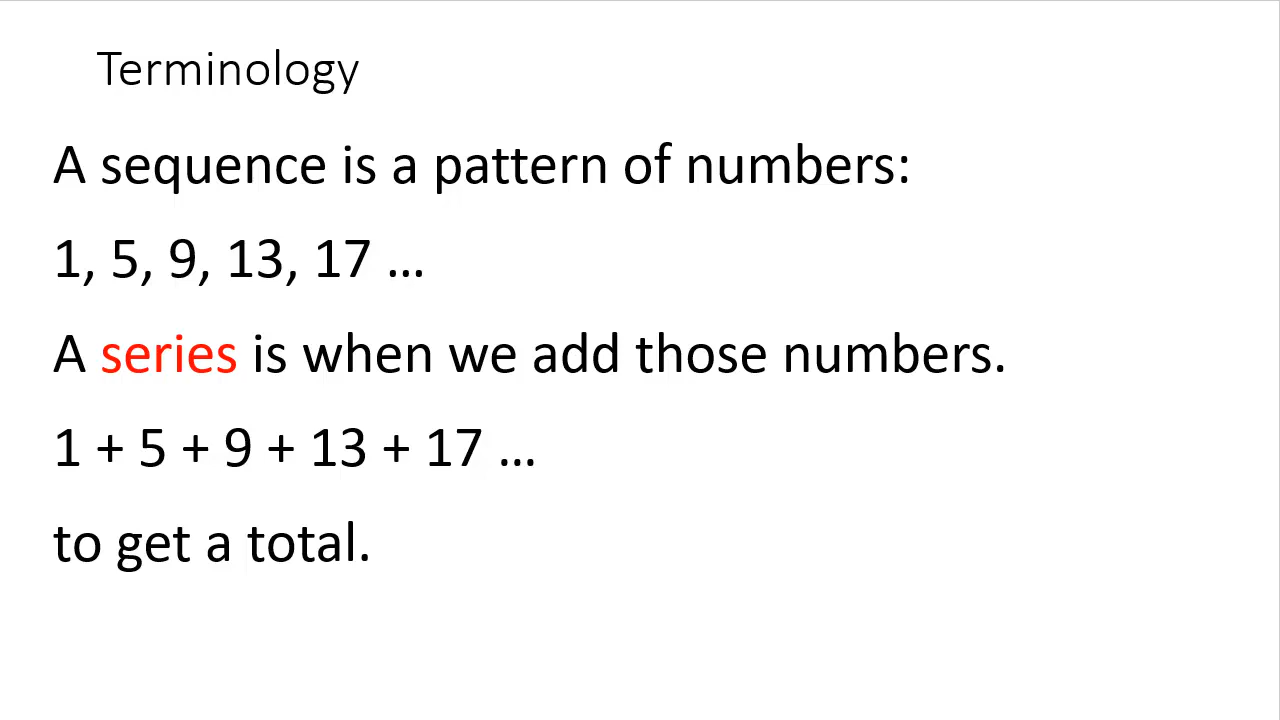 Terminology
A sequence is a pattern of numbers:
1, 5, 9, 13, 17 …
A series is when we add those numbers.
1 + 5 + 9 + 13 + 17 …
to get a total.